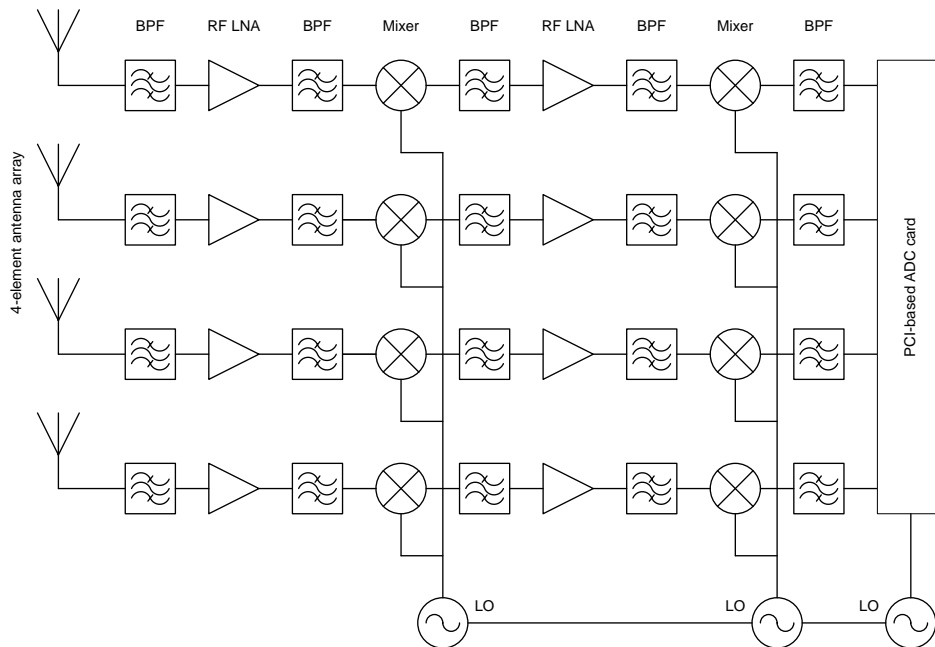 BPF
RF LNA
BPF
Mixer
BPF
RF LNA
BPF
Mixer
BPF
4-element antenna array
PCI-based ADC card
LO
LO
LO